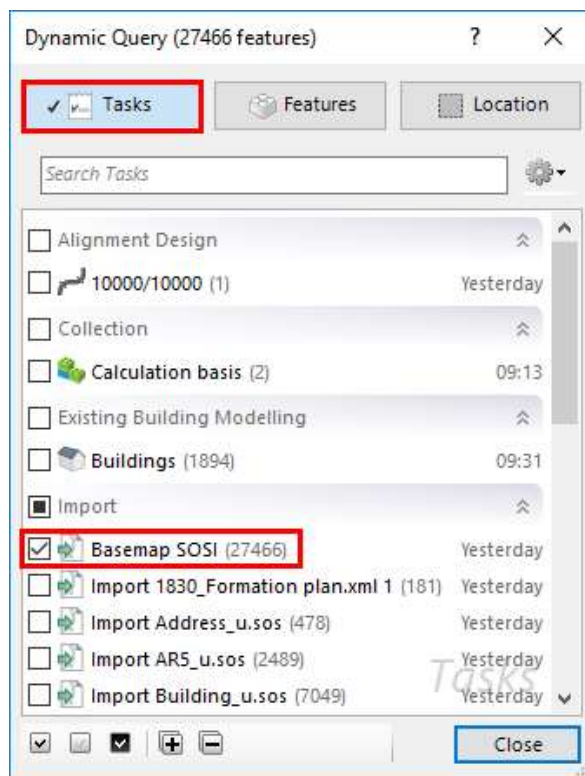 Dynamic Query (27466 features) ?
Tasks Features Location
Search Tasks
Alignment Design
10000/10000 (1) Yesterday
Collection
Calculation basis (2) 09:13
Existing Building Modelling
Buildings (1894) 09:31
Import
Basemap SOSI (27466) Yesterday
Import 1830_Formation plan.xml 1 (181) Yesterday
Import Address_u.sos (478) Yesterday
Import AR5_u.sos (2489) Yesterday
Import Building_u.sos (7049) Yesterday
Tasks
Close